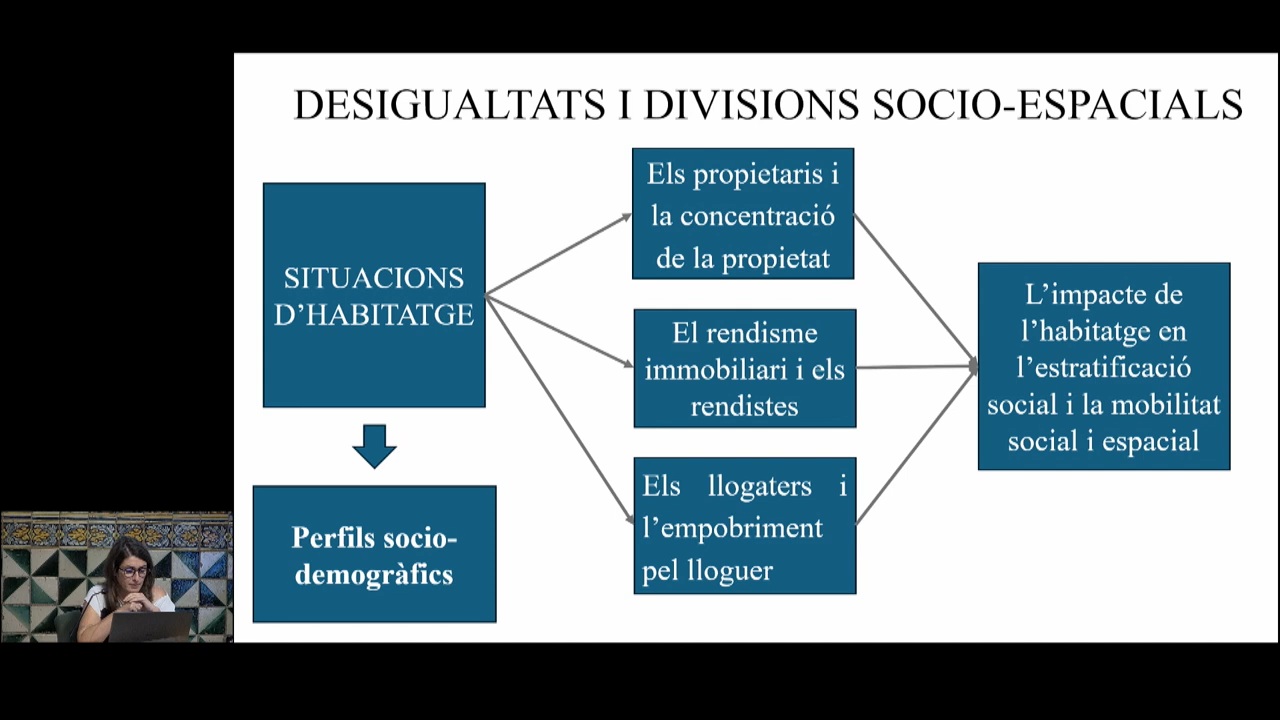 DESIGUALTATS I DIVISIONS SOCIO-ESPACIALS
SITUACIONS
D’HABITATGE
Perfils socio-
demogràfics
Els propietaris i
la concentració
de la propietat
El rendisme
immobiliari i els
rendistes
Els llogaters i
l’empobriment
pel lloguer
L’impacte de
l’habitatge en
l’estratificació
social i la mobilitat
social i espacial